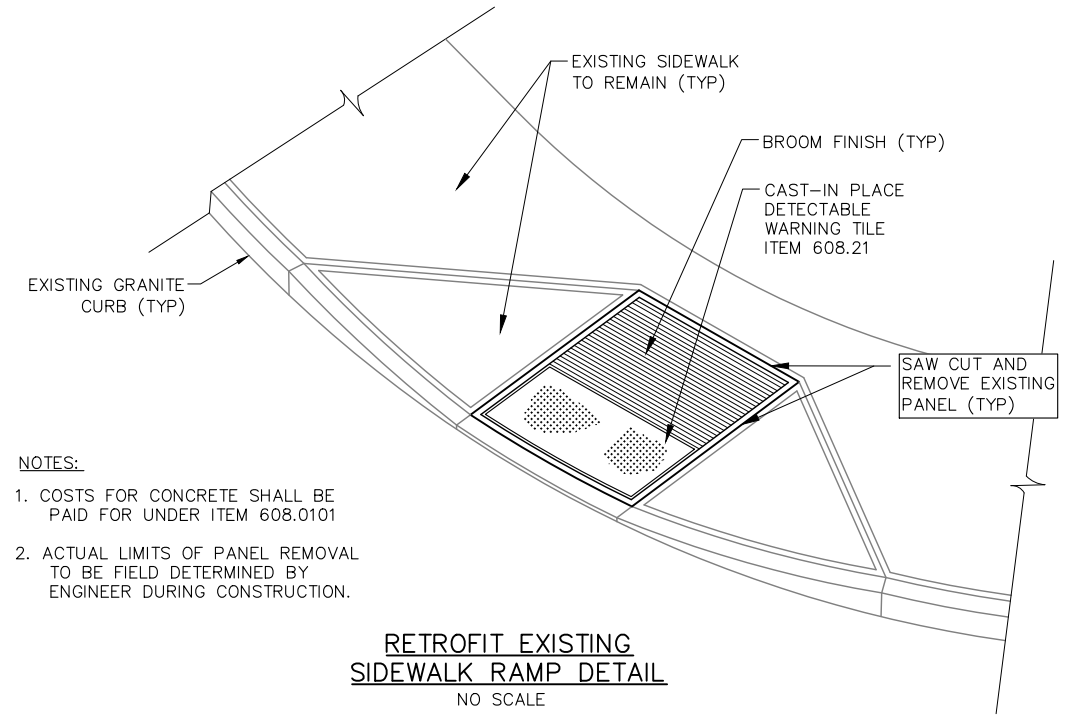 EXISTING SIDEWALK
TO REMAIN (TYP)
BROOM FINISH (TYP)
CAST-IN PLACE
DETECTABLE
WARNING TILE
ITEM 608.21
EXISTING GRANITE
CURB (TYP)
SAW CUT AND
REMOVE EXISTING
PANEL (TYP)
NOTES:
1. COSTS FOR CONCRETE SHALL BE
PAID FOR UNDER ITEM 608.0101
2. ACTUAL LIMITS OF PANEL REMOVAL
TO BE FIELD DETERMINED BY
ENGINEER DURING CONSTRUCTION.
RETROFIT EXISTING
SIDEWALK RAMP DETAIL
NO SCALE